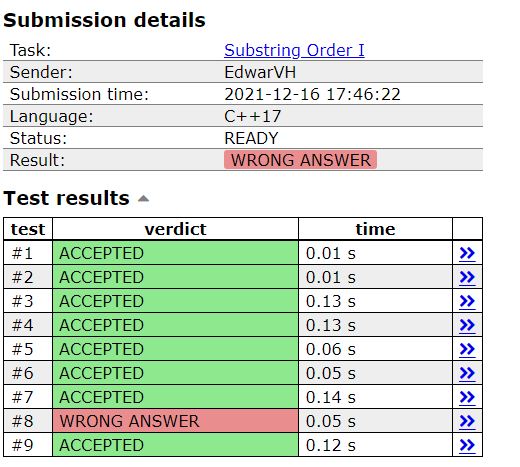 Submission details
Task: Substring Order I
Sender: EdwarVH
Submission time: 2021-12-16 17:46:22
Language: C++17
Status: READY
Result: WRONG ANSWER
Test results
test verdict time
#1 ACCEPTED 0.01 s
#2 ACCEPTED 0.01 s
#3 ACCEPTED 0.13 s
#4 ACCEPTED 0.13 s
#5 ACCEPTED 0.06 s
#6 ACCEPTED 0.05 s
#7 ACCEPTED 0.14 s
#8 WRONG ANSWER 0.05 s
#9 ACCEPTED 0.12 s